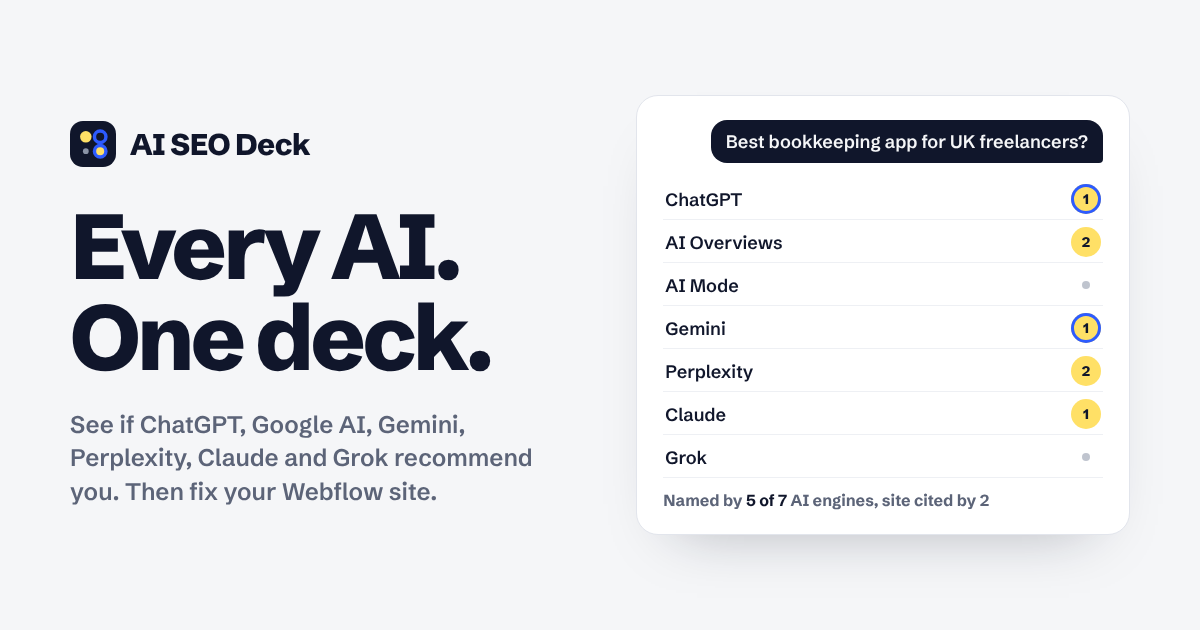 AI SEO Deck
Every AI.
One deck.
See if ChatGPT, Google AI, Gemini,
Perplexity, Claude and Grok recommend
you. Then fix your Webflow site.
Best bookkeeping app for UK freelancers?
ChatGPT 1
AI Overviews 2
AI Mode
Gemini 1
Perplexity 2
Claude 1
Grok
Named by 5 of 7 AI engines, site cited by 2